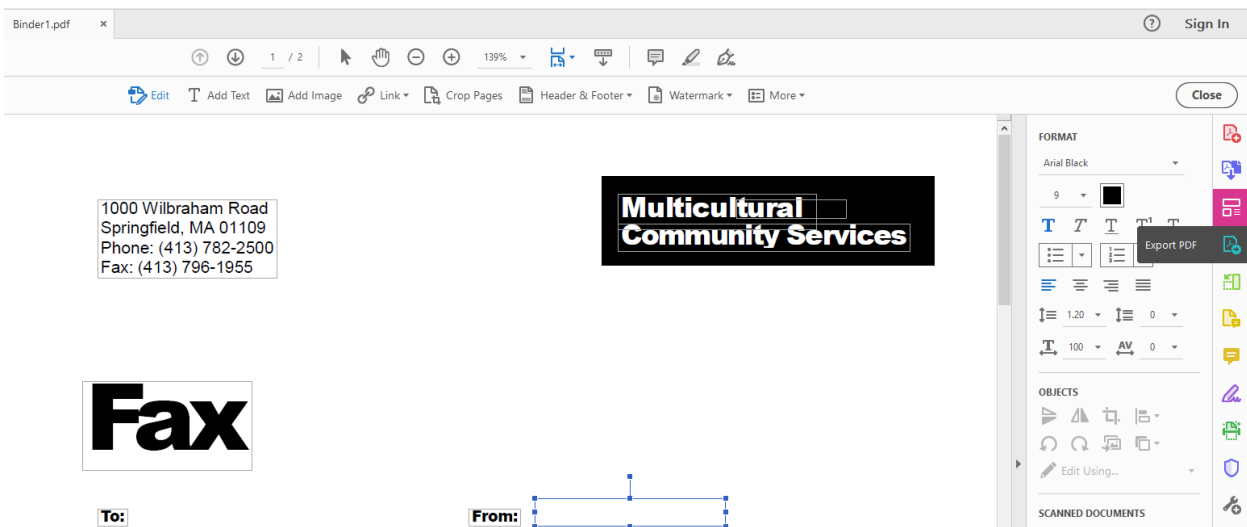 Binder1.pdf ×
? Sign In
1 / 2 139%
Edit T Add Text Add Image Link Crop Pages Header & Footer Watermark More Close
FORMAT
Arial Black
9
T T T T¹ T
Export PDF
1.20 0
T 100 AV 0
OBJECTS
Edit Using...
SCANNED DOCUMENTS
1000 Wilbraham Road
Springfield, MA 01109
Phone: (413) 782-2500
Fax: (413) 796-1955
Multicultural
Community Services
Fax
To: From: